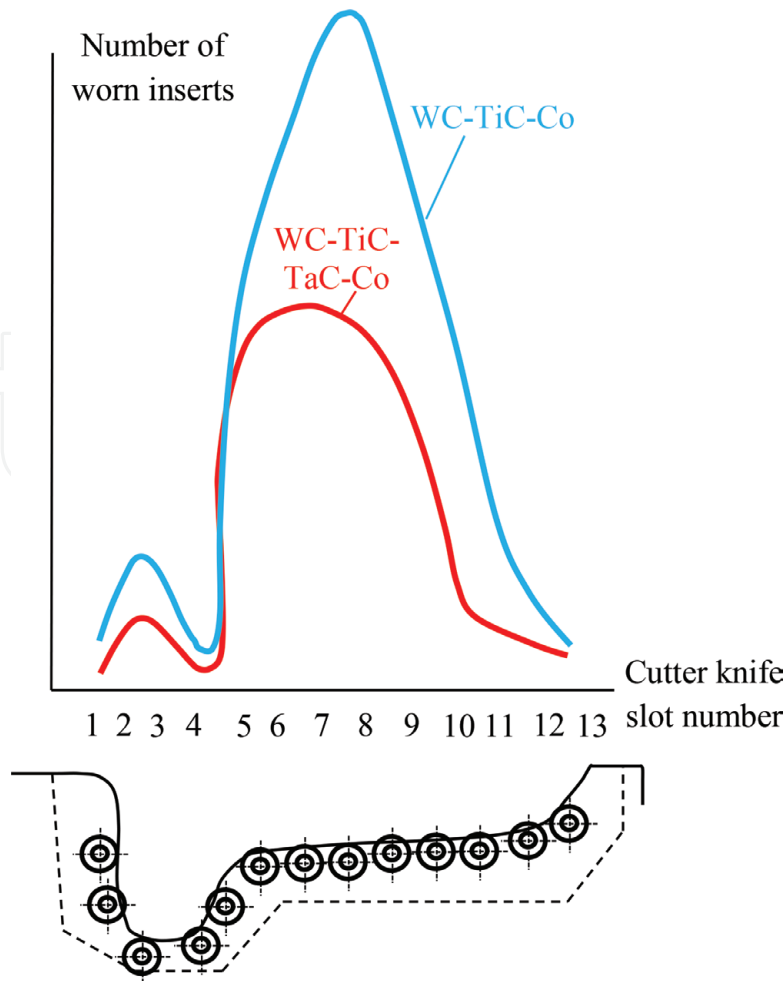 Number of
worn inserts
WC-TiC-Co
WC-TiC-
TaC-Co
Cutter knife
slot number
1 2 3 4 5 6 7 8 9 10 11 12 13